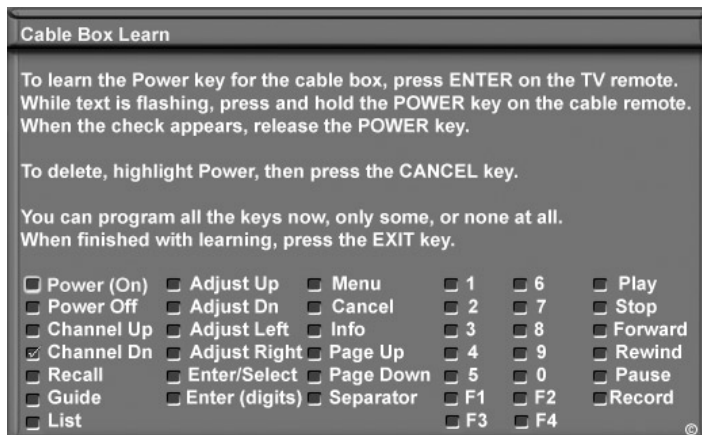 Cable Box Learn
To learn the Power key for the cable box, press ENTER on the TV remote.
While text is flashing, press and hold the POWER key on the cable remote.
When the check appears, release the POWER key.
To delete, highlight Power, then press the CANCEL key.
You can program all the keys now, only some, or none at all.
When finished with learning, press the EXIT key.
Power (On) Adjust Up Menu 1 6 Play
Power Off Adjust Dn Cancel 2 7 Stop
Channel Up Adjust Left Info 3 8 Forward
Channel Dn Adjust Right Page Up 4 9 Rewind
Recall Enter/Select Page Down 5 0 Pause
Guide Enter (digits) Separator F1 F2 Record
List F3 F4
©